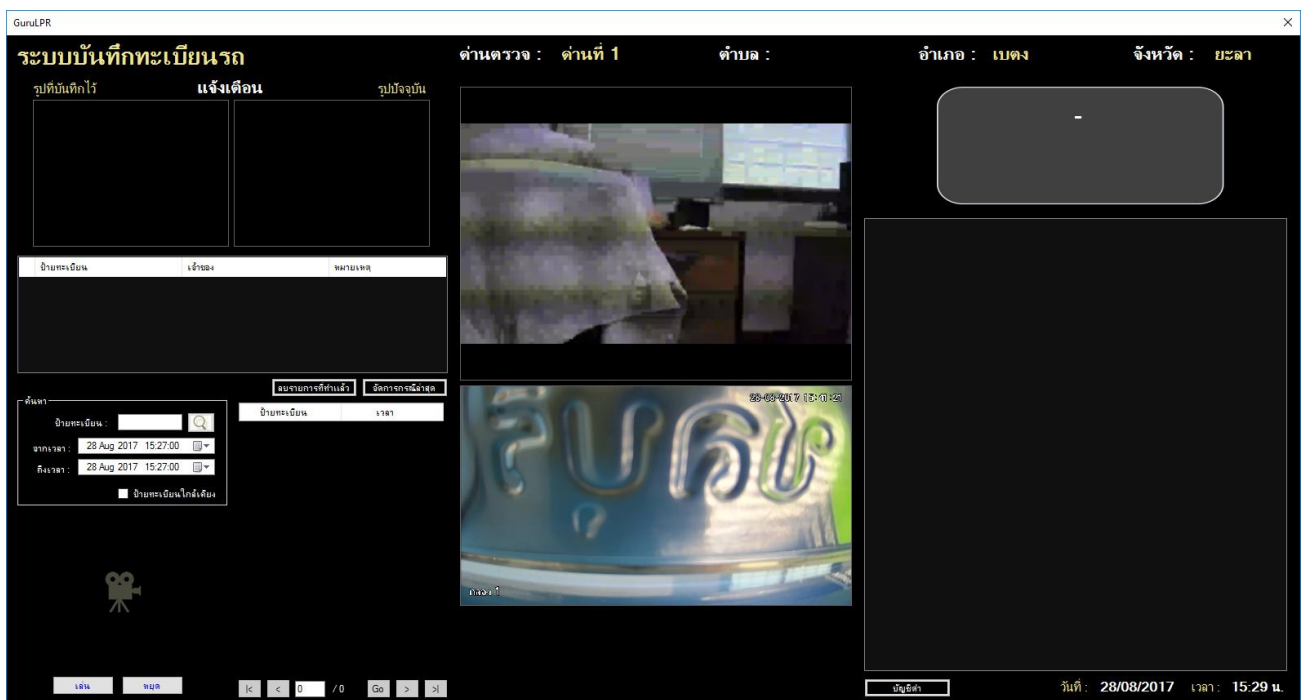 GuruLPR
ระบบบันทึกทะเบียนรถ
ด่านตรวจ : ด่านที่ 1 ตำบล : อำเภอ : เบตง จังหวัด : ยะลา
รูปที่บันทึกไว้ แจ้งเตือน รูปปัจจุบัน
-
ป้ายทะเบียน เจ้าของ หมายเหตุ
ลบรายการที่ทำแล้ว จัดการกรณีล่าสุด
ค้นหา
ป้ายทะเบียน :
จากเวลา : 28 Aug 2017 15:27:00
ถึงเวลา : 28 Aug 2017 15:27:00
ป้ายทะเบียนใกล้เคียง
ป้ายทะเบียน เวลา
28-08-2017
กล้อง 1
เล่น หยุด
|< < 0 / 0 Go > >|
บัญชีดำ
วันที่ : 28/08/2017 เวลา : 15:29 น.